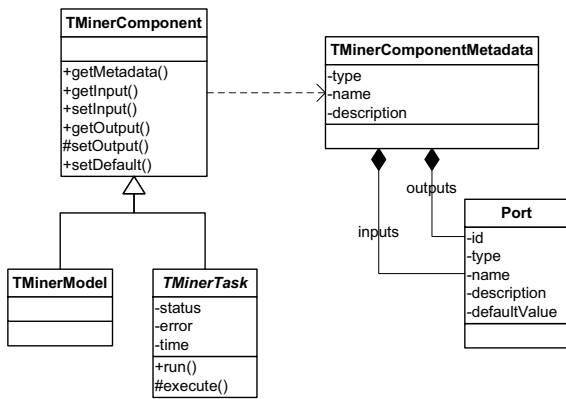 TMinerComponent
+getMetadata()
+getInput()
+setInput()
+getOutput()
#setOutput()
+setDefault()
TMinerComponentMetadata
-type
-name
-description
outputs
inputs
Port
-id
-type
-name
-description
-defaultValue
TMinerModel
TMinerTask
-status
-error
-time
+run()
#execute()